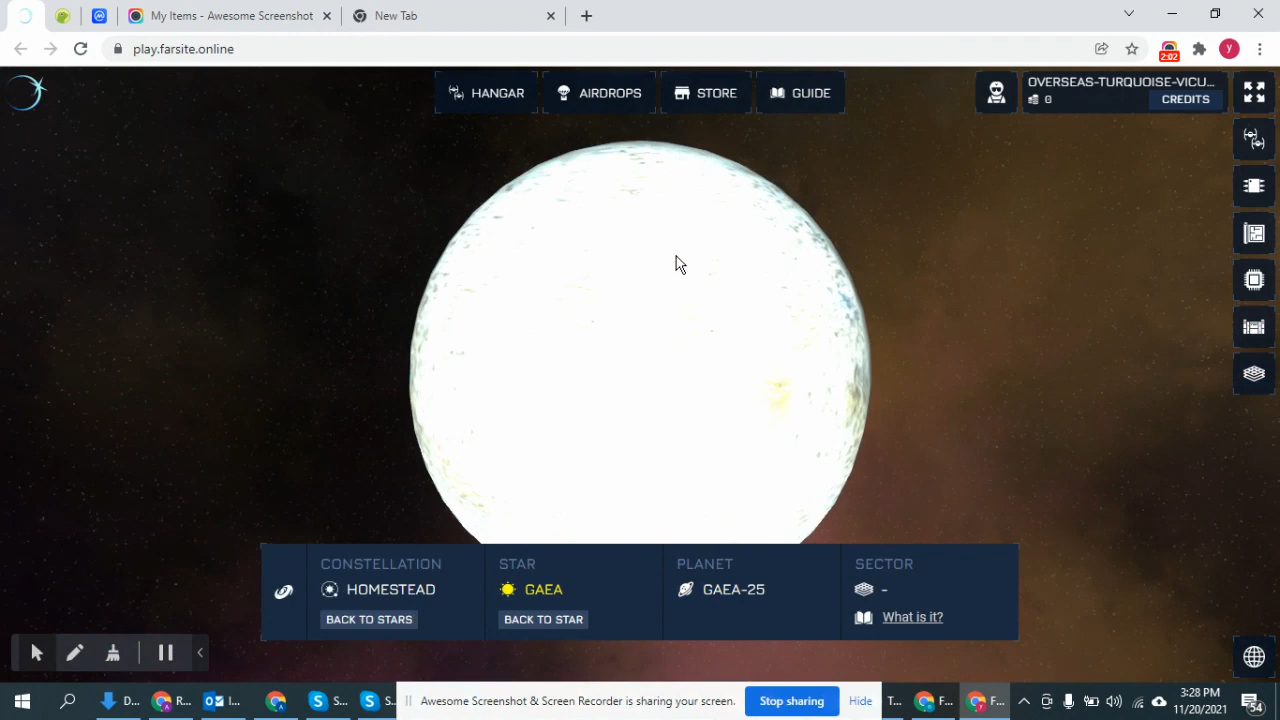 My Items - Awesome Screenshot
New Tab
play.farsite.online
2:02
y
HANGAR
AIRDROPS
STORE
GUIDE
OVERSEAS-TURQUOISE-VICU...
0
CREDITS
CONSTELLATION
STAR
PLANET
SECTOR
HOMESTEAD
GAEA
GAEA-25
-
BACK TO STARS
BACK TO STAR
What is it?
D...
R...
I...
S...
S...
Awesome Screenshot & Screen Recorder is sharing your screen.
Stop sharing
Hide
T...
F...
F...
3:28 PM
11/20/2021
54